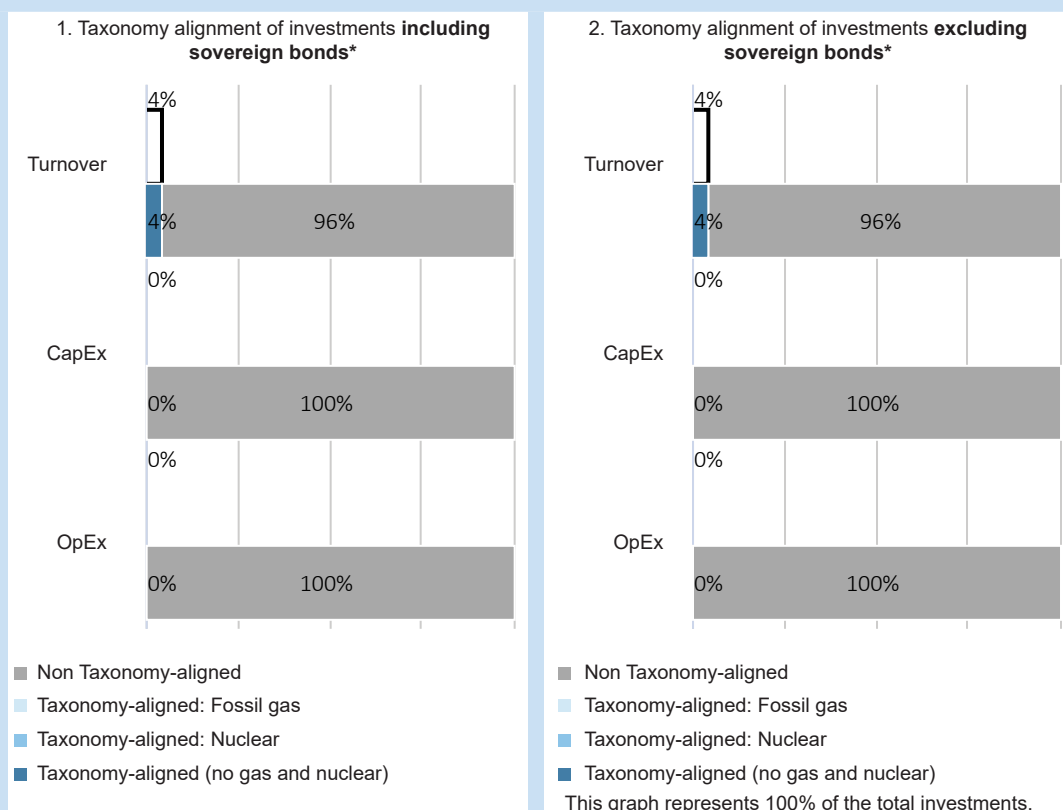 1. Taxonomy alignment of investments including
sovereign bonds*
4%
Turnover
4%
96%
0%
CapEx
0%
100%
0%
OpEx
0%
100%
Non Taxonomy-aligned
Taxonomy-aligned: Fossil gas
Taxonomy-aligned: Nuclear
Taxonomy-aligned (no gas and nuclear)
2. Taxonomy alignment of investments excluding
sovereign bonds*
4%
Turnover
4%
96%
0%
CapEx
0%
100%
0%
OpEx
0%
100%
Non Taxonomy-aligned
Taxonomy-aligned: Fossil gas
Taxonomy-aligned: Nuclear
Taxonomy-aligned (no gas and nuclear)
This graph represents 100% of the total investments.